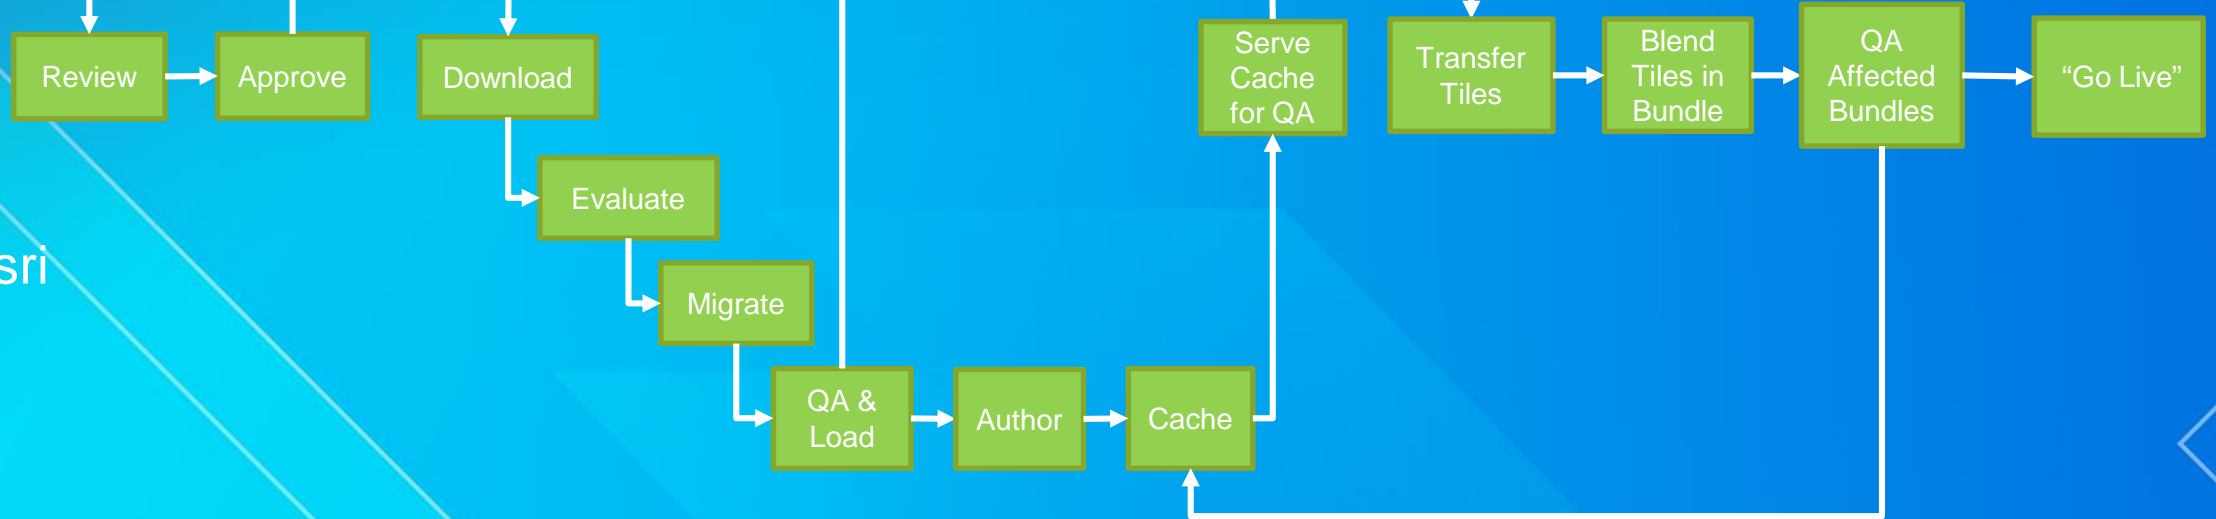 Review
Approve
Download
Serve
Cache
for QA
Transfer
Tiles
Blend
Tiles in
Bundle
QA
Affected
Bundles
“Go Live”
Evaluate
sri
Migrate
QA &
Load
Author
Cache